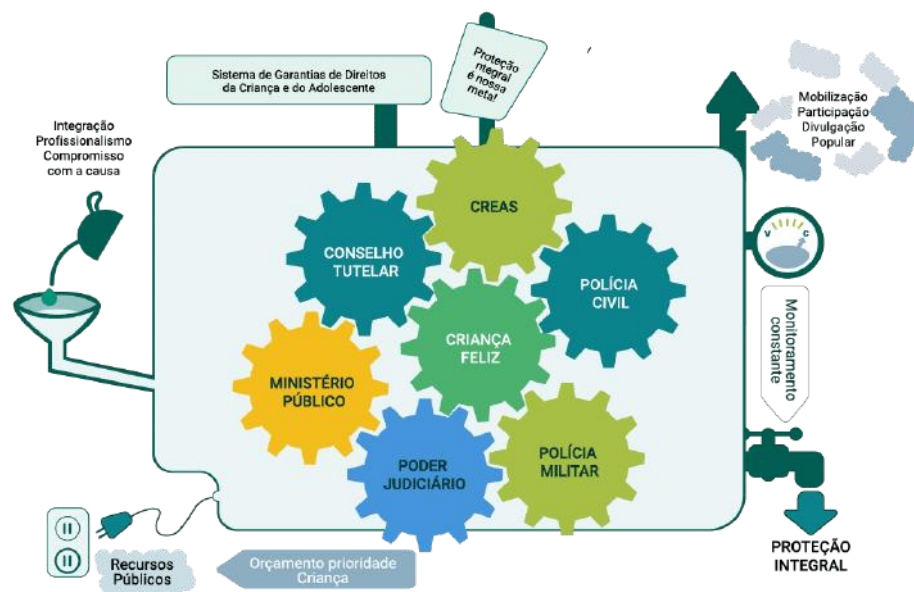 Sistema de Garantias de Direitos
da Criança e do Adolescente
Proteção
ntegral
é nossa
meta!
Mobilização
Participação
Divulgação
Popular
Integração
Profissionalismo
Compromisso
com a causa
CREAS
CONSELHO
TUTELAR
POLÍCIA
CIVIL
V C
CRIANÇA
FELIZ
Monitoramento
constante
MINISTÉRIO
PÚBLICO
PODER
JUDICIÁRIO
POLÍCIA
MILITAR
PROTEÇÃO
INTEGRAL
Recursos
Públicos
Orçamento prioridade
Criança